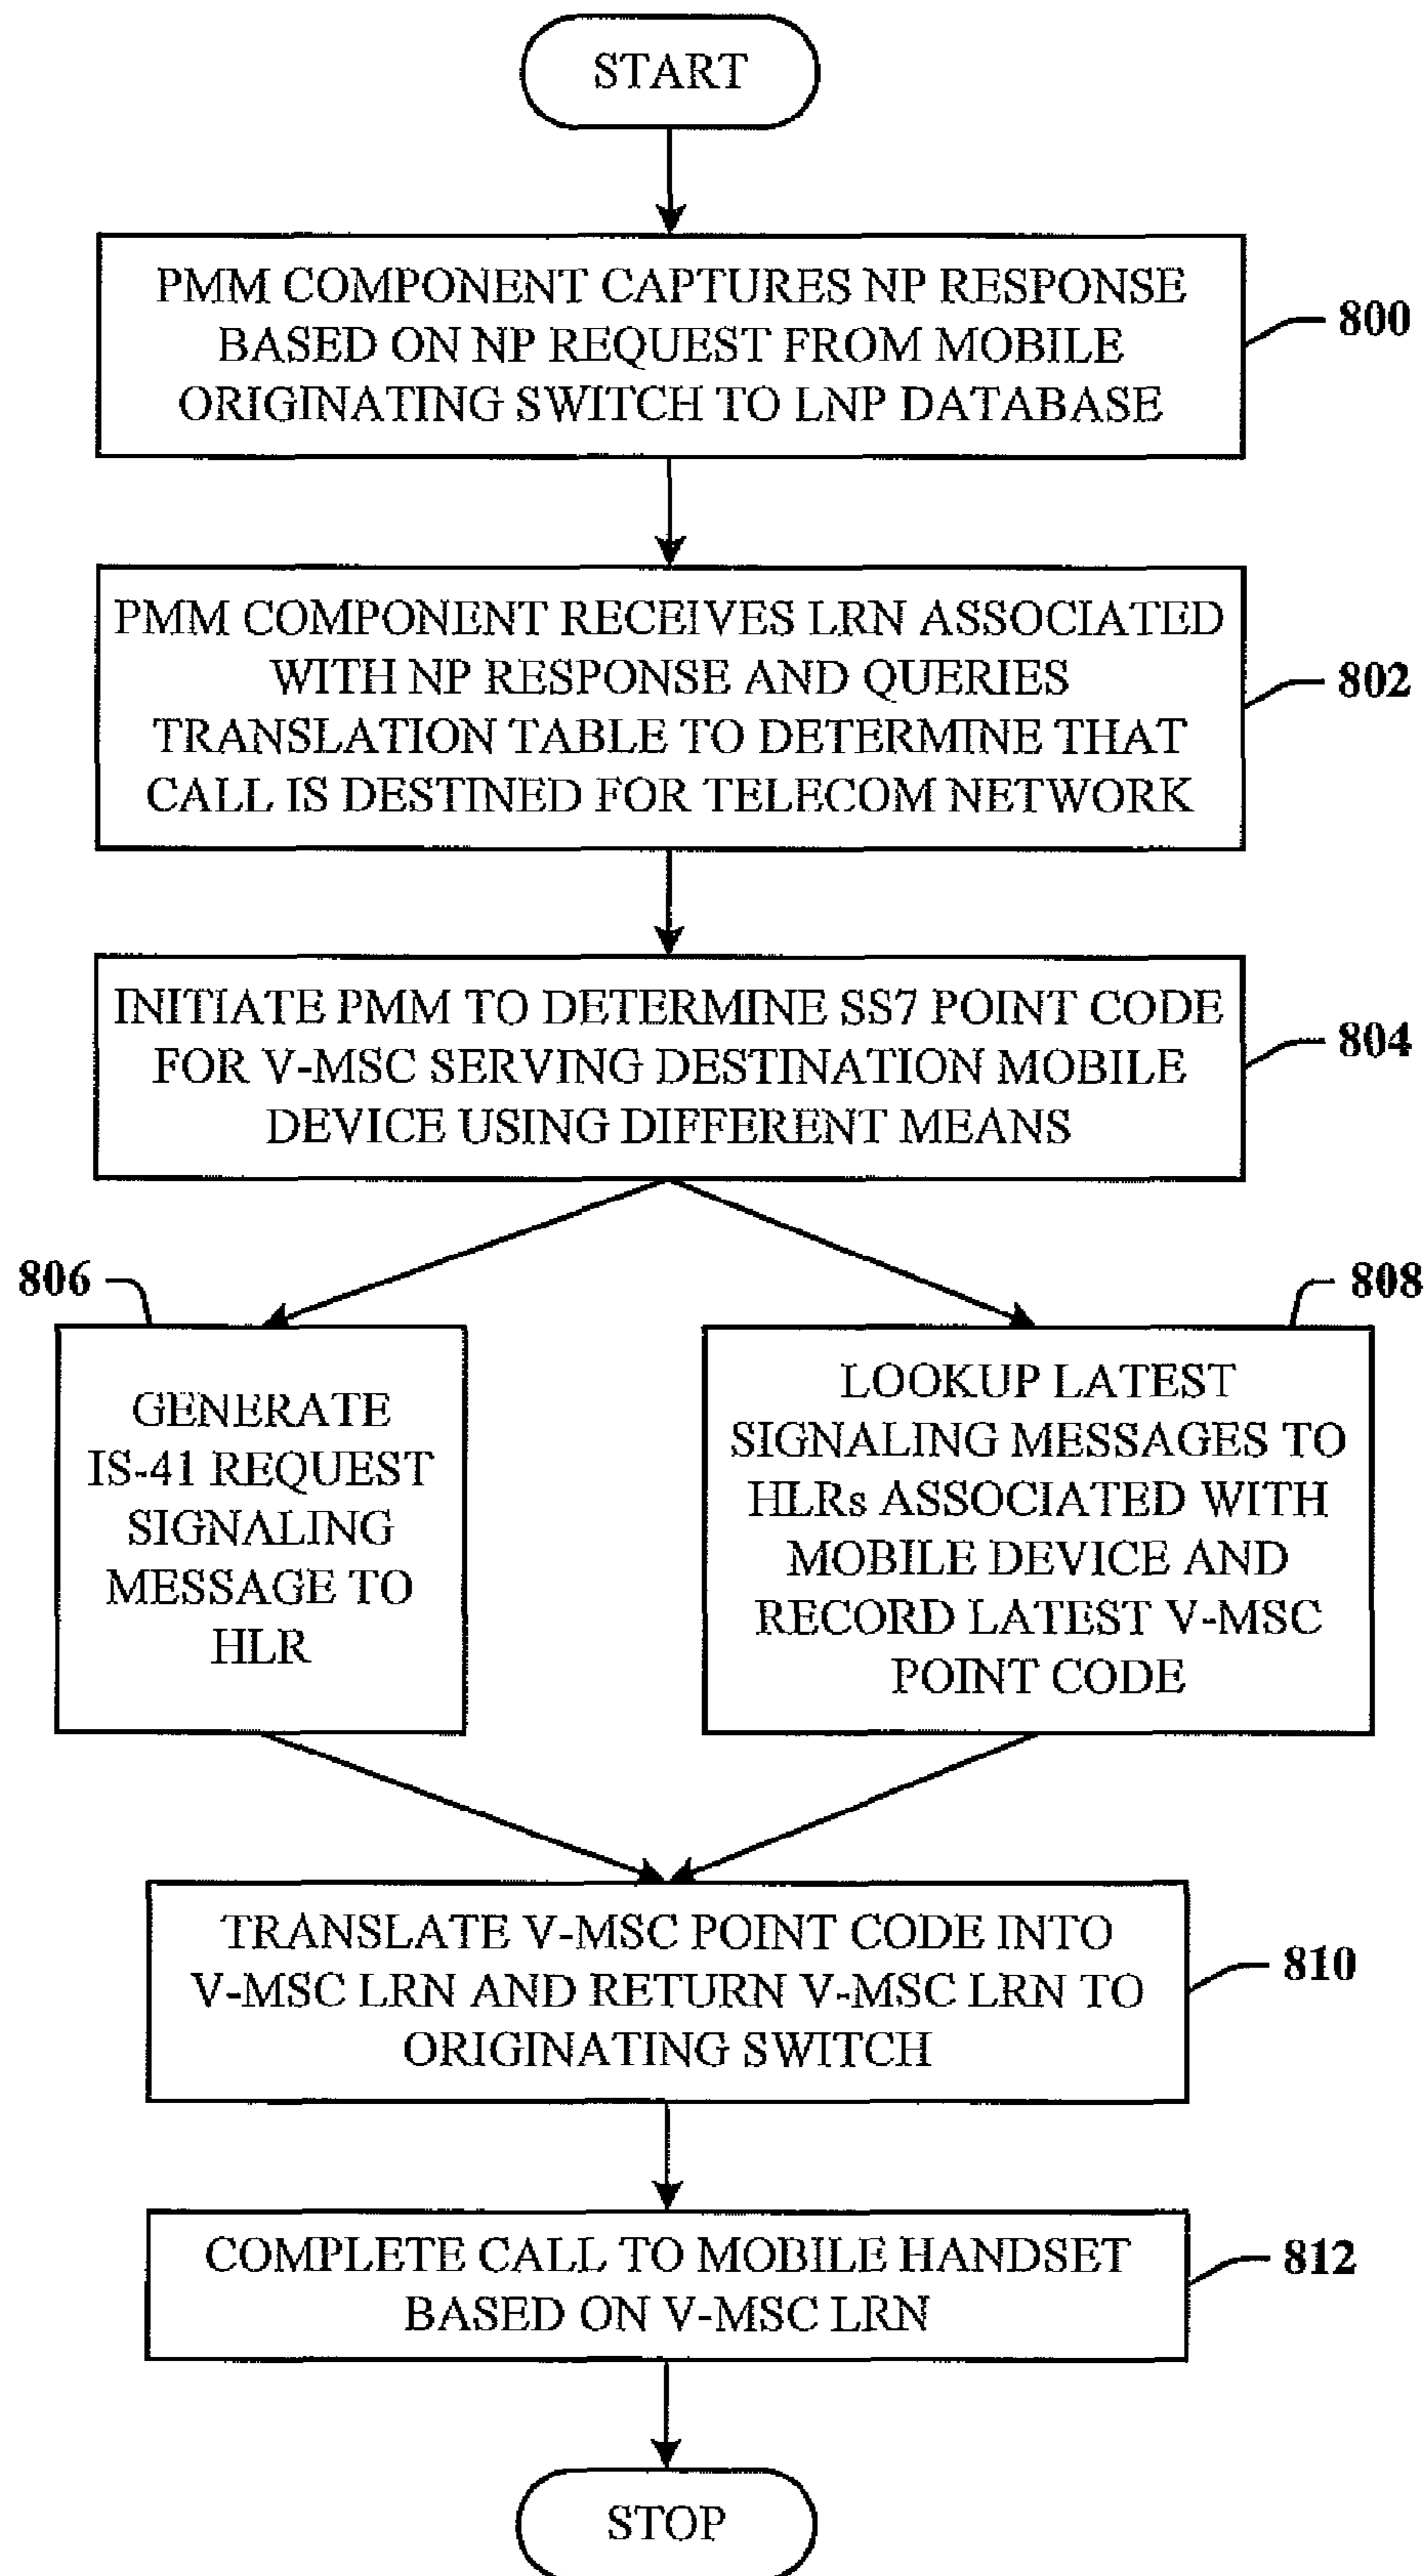 START
PMM COMPONENT CAPTURES NP RESPONSE
BASED ON NP REQUEST FROM MOBILE
ORIGINATING SWITCH TO LNP DATABASE
800
PMM COMPONENT RECEIVES LRN ASSOCIATED
WITH NP RESPONSE AND QUERIES
TRANSLATION TABLE TO DETERMINE THAT
CALL IS DESTINED FOR TELECOM NETWORK
802
INITIATE PMM TO DETERMINE SS7 POINT CODE
FOR V-MSC SERVING DESTINATION MOBILE
DEVICE USING DIFFERENT MEANS
804
806
GENERATE
IS-41 REQUEST
SIGNALING
MESSAGE TO
HLR
808
LOOKUP LATEST
SIGNALING MESSAGES TO
HLRs ASSOCIATED WITH
MOBILE DEVICE AND
RECORD LATEST V-MSC
POINT CODE
TRANSLATE V-MSC POINT CODE INTO
V-MSC LRN AND RETURN V-MSC LRN TO
ORIGINATING SWITCH
810
COMPLETE CALL TO MOBILE HANDSET
BASED ON V-MSC LRN
812
STOP